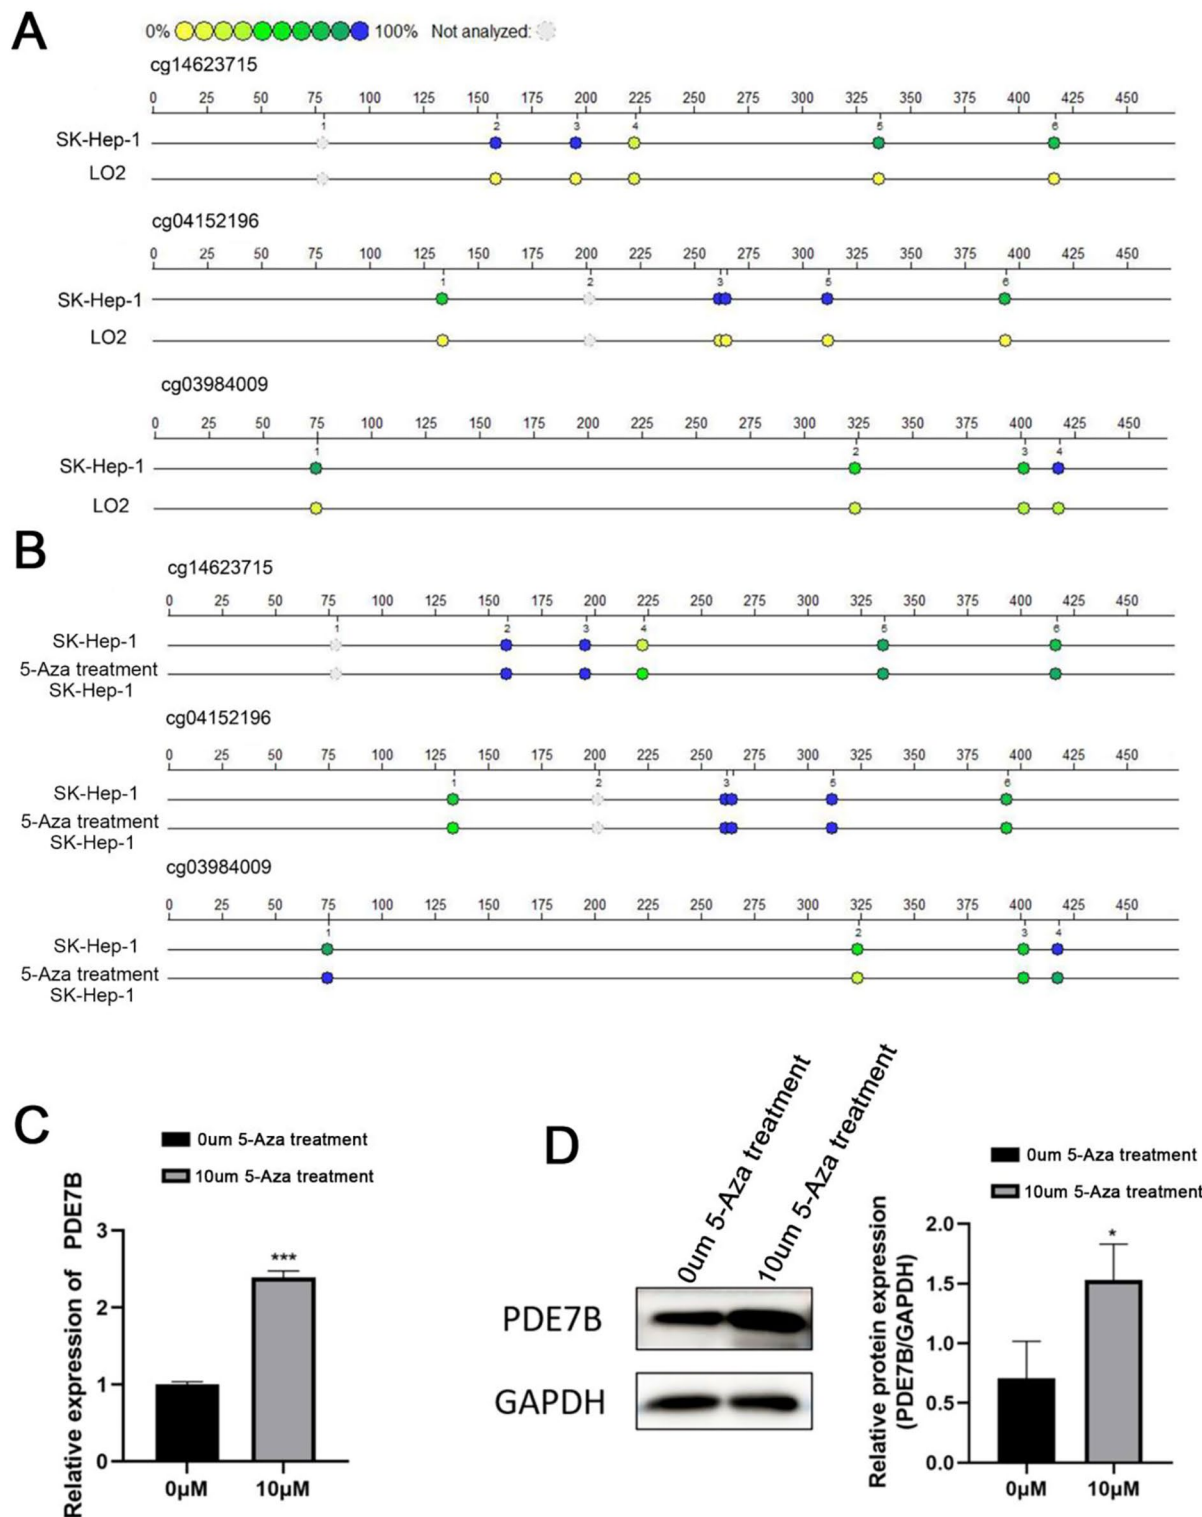 A
0% 100% Not analyzed:
cg14623715
0 25 50 75 100 125 150 175 200 225 250 275 300 325 350 375 400 425 450
1 2 3 4 5 6
SK-Hep-1
LO2
cg04152196
0 25 50 75 100 125 150 175 200 225 250 275 300 325 350 375 400 425 450
1 2 3 5 6
SK-Hep-1
LO2
cg03984009
0 25 50 75 100 125 150 175 200 225 250 275 300 325 350 375 400 425 450
1 2 3 4
SK-Hep-1
LO2
B
cg14623715
0 25 50 75 100 125 150 175 200 225 250 275 300 325 350 375 400 425 450
1 2 3 4 5 6
SK-Hep-1
5-Aza treatment
SK-Hep-1
cg04152196
0 25 50 75 100 125 150 175 200 225 250 275 300 325 350 375 400 425 450
1 2 3 5 6
SK-Hep-1
5-Aza treatment
SK-Hep-1
cg03984009
0 25 50 75 100 125 150 175 200 225 250 275 300 325 350 375 400 425 450
1 2 3 4
SK-Hep-1
5-Aza treatment
SK-Hep-1
C
0um 5-Aza treatment
10um 5-Aza treatment
Relative expression of PDE7B
3
2
1
0
***
0μM 10μM
D
0um 5-Aza treatment
10um 5-Aza treatment
PDE7B
GAPDH
0um 5-Aza treatment
10um 5-Aza treatment
Relative protein expression
(PDE7B/GAPDH)
2.0
1.5
1.0
0.5
0.0
*
0μM 10μM